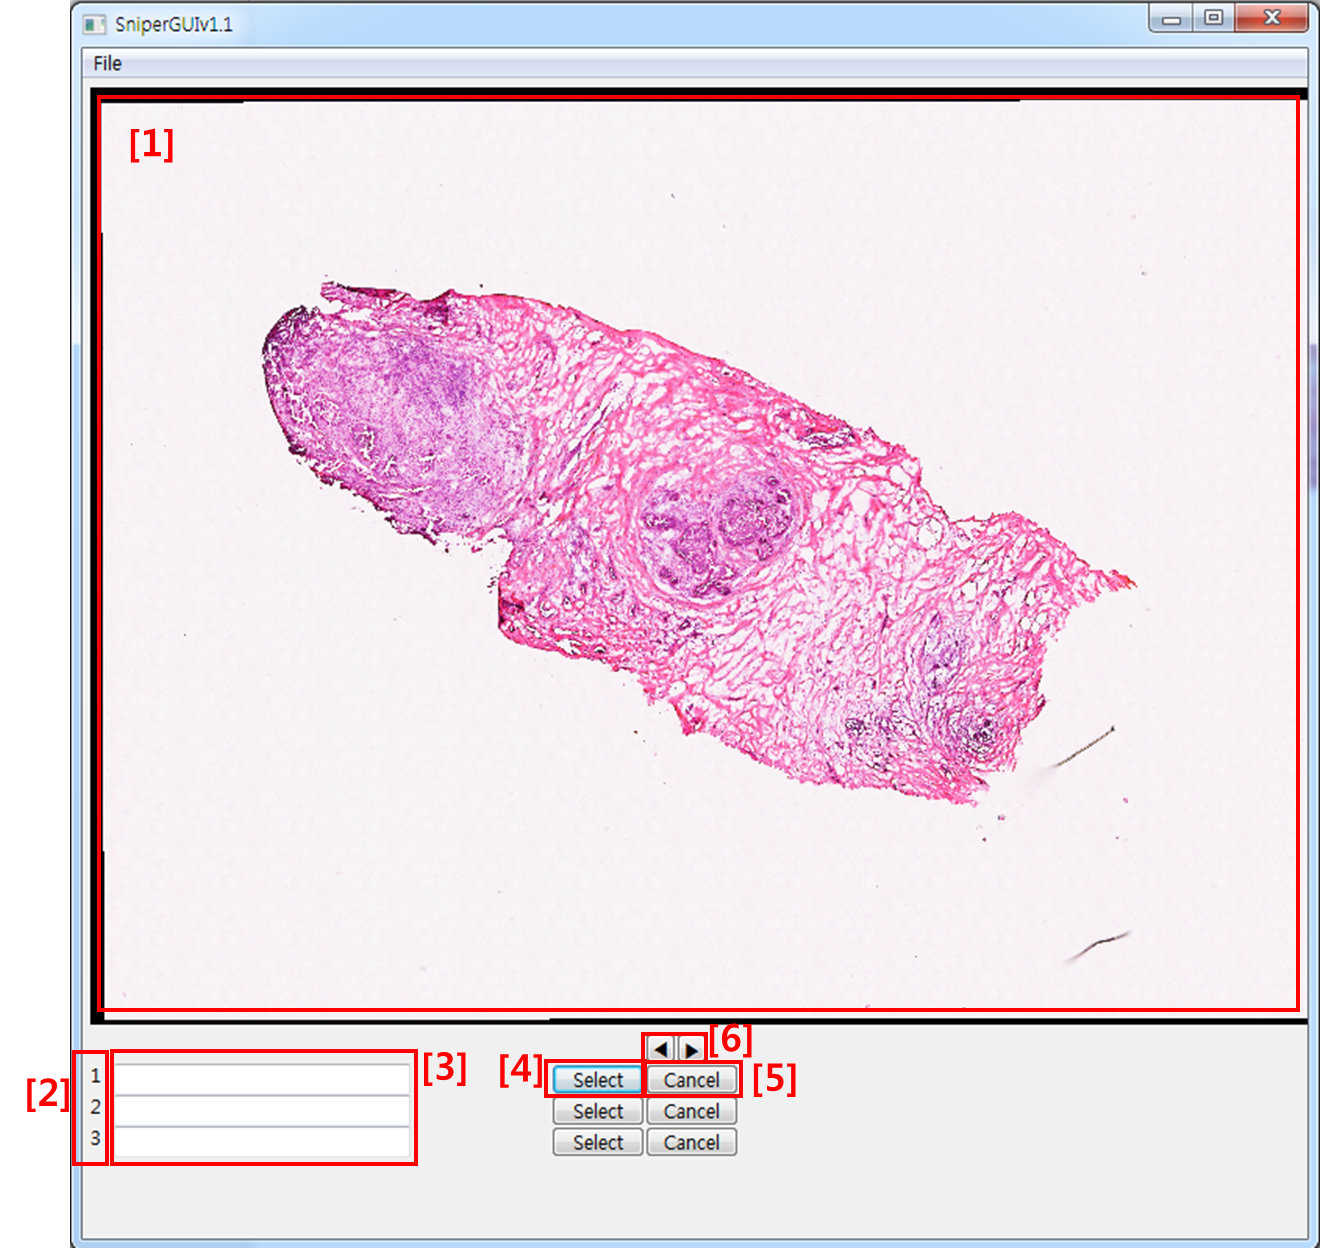 SniperGUIv1.1
File
[1]
[6]
[2] 1 [3] [4] Select Cancel [5]
2 Select Cancel
3 Select Cancel